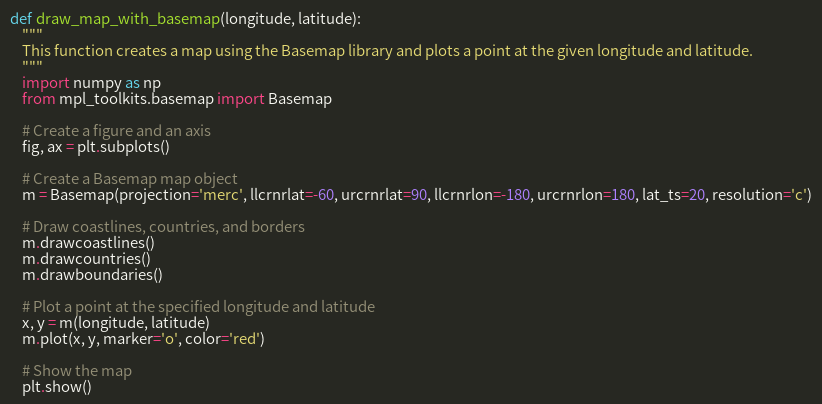 def draw_map_with_basemap(longitude, latitude):
"""
This function creates a map using the Basemap library and plots a point at the given longitude and latitude.
"""
import numpy as np
from mpl_toolkits.basemap import Basemap
# Create a figure and an axis
fig, ax = plt.subplots()
# Create a Basemap map object
m = Basemap(projection='merc', llcrnrlat=-60, urcrnrlat=90, llcrnrlon=-180, urcrnrlon=180, lat_ts=20, resolution='c')
# Draw coastlines, countries, and borders
m.drawcoastlines()
m.drawcountries()
m.drawboundaries()
# Plot a point at the specified longitude and latitude
x, y = m(longitude, latitude)
m.plot(x, y, marker='o', color='red')
# Show the map
plt.show()